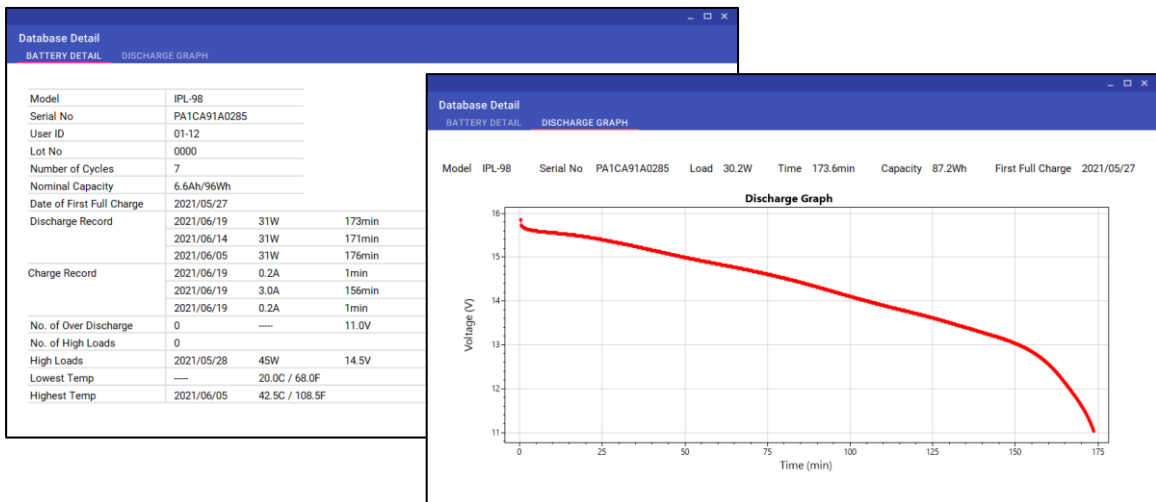 Database Detail
BATTERY DETAIL DISCHARGE GRAPH
Model IPL-98
Serial No PA1CA91A0285
User ID 01-12
Lot No 0000
Number of Cycles 7
Nominal Capacity 6.6Ah/96Wh
Date of First Full Charge 2021/05/27
Discharge Record 2021/06/19 31W 173min
2021/06/14 31W 171min
2021/06/05 31W 176min
Charge Record 2021/06/19 0.2A 1min
2021/06/19 3.0A 156min
2021/06/19 0.2A 1min
No. of Over Discharge 0 ---- 11.0V
No. of High Loads 0
High Loads 2021/05/28 45W 14.5V
Lowest Temp ---- 20.0C / 68.0F
Highest Temp 2021/06/05 42.5C / 108.5F
Database Detail
BATTERY DETAIL DISCHARGE GRAPH
Model IPL-98 Serial No PA1CA91A0285 Load 30.2W Time 173.6min Capacity 87.2Wh First Full Charge 2021/05/27
Discharge Graph
16
15
14
13
12
11
Voltage (V)
0 25 50 75 100 125 150 175
Time (min)